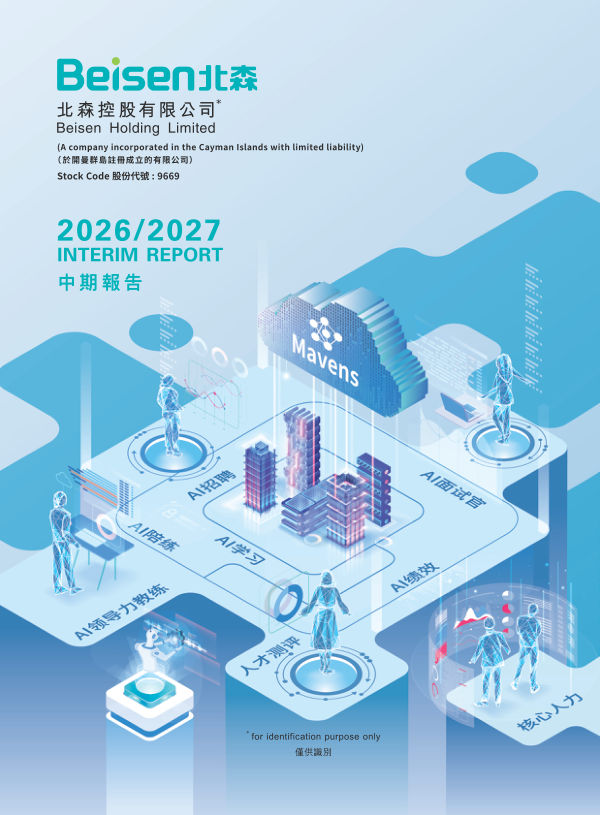 Beisen北森
北森控股有限公司*
Beisen Holding Limited
(A company incorporated in the Cayman Islands with limited liability)
(於開曼群島註冊成立的有限公司)
Stock Code 股份代號 : 9669
2026/2027
INTERIM REPORT
中期報告
Mavens
AI招聘
AI面试官
AI陪练
AI学习
AI绩效
AI领导力教练
人才测评
核心人力
* for identification purpose only
僅供識別